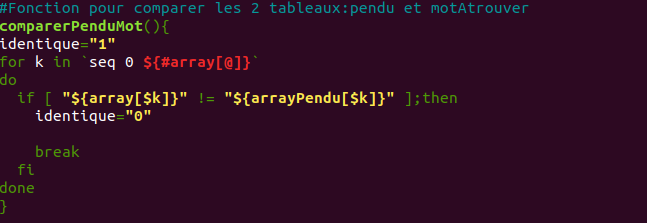 #Fonction pour comparer les 2 tableaux:pendu et motAtrouver
comparerPenduMot(){
identique="1"
for k in `seq 0 ${#array[@]}`
do
  if [ "${array[$k]}" != "${arrayPendu[$k]}" ];then
    identique="0"

    break
  fi
done
}